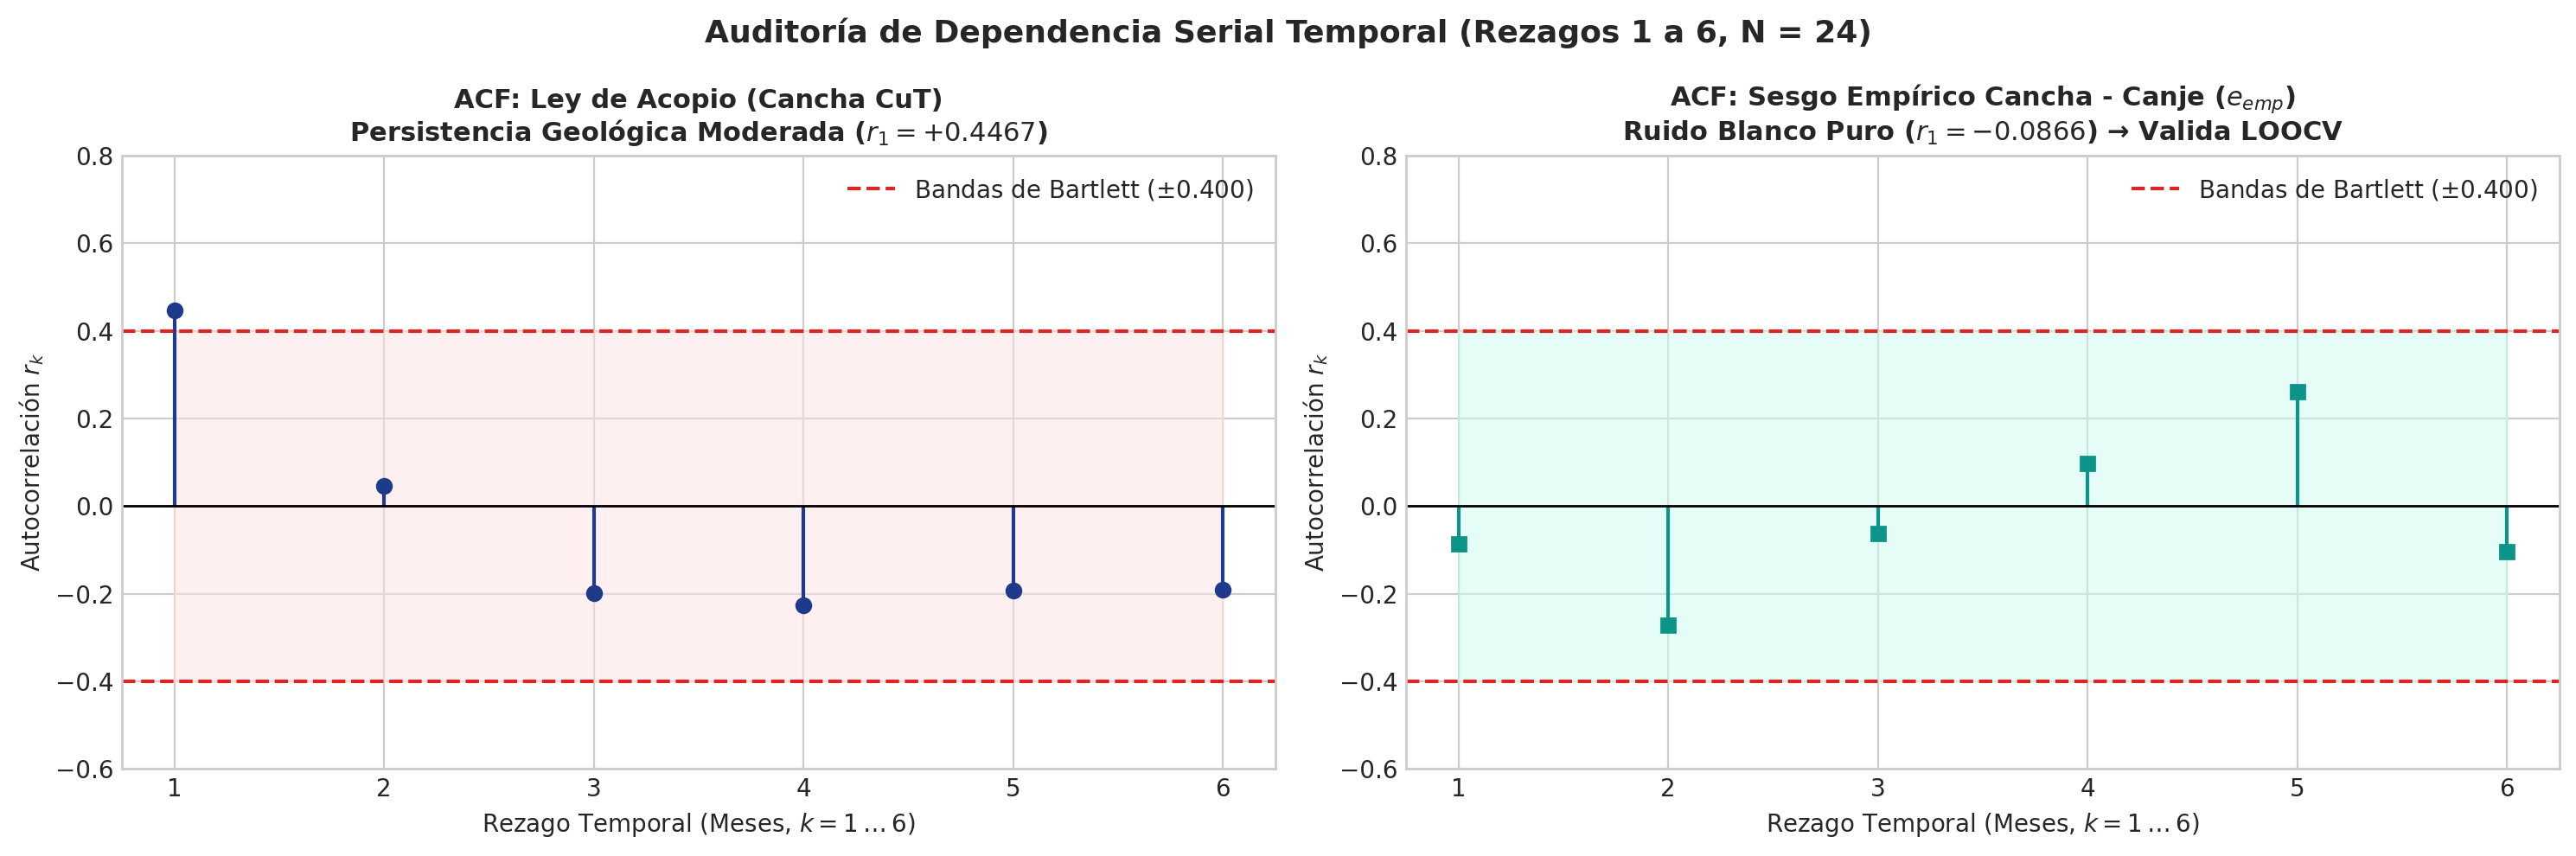 Auditoría de Dependencia Serial Temporal (Rezagos 1 a 6, N = 24)
ACF: Ley de Acopio (Cancha CuT)
Persistencia Geológica Moderada (r₁ = +0.4467)
Bandas de Bartlett (±0.400)
0.8
0.6
0.4
0.2
0.0
−0.2
−0.4
−0.6
Autocorrelación rₖ
1 2 3 4 5 6
Rezago Temporal (Meses, k = 1 … 6)
ACF: Sesgo Empírico Cancha - Canje (eₑₘₚ)
Ruido Blanco Puro (r₁ = −0.0866) → Valida LOOCV
Bandas de Bartlett (±0.400)
0.8
0.6
0.4
0.2
0.0
−0.2
−0.4
−0.6
Autocorrelación rₖ
1 2 3 4 5 6
Rezago Temporal (Meses, k = 1 … 6)